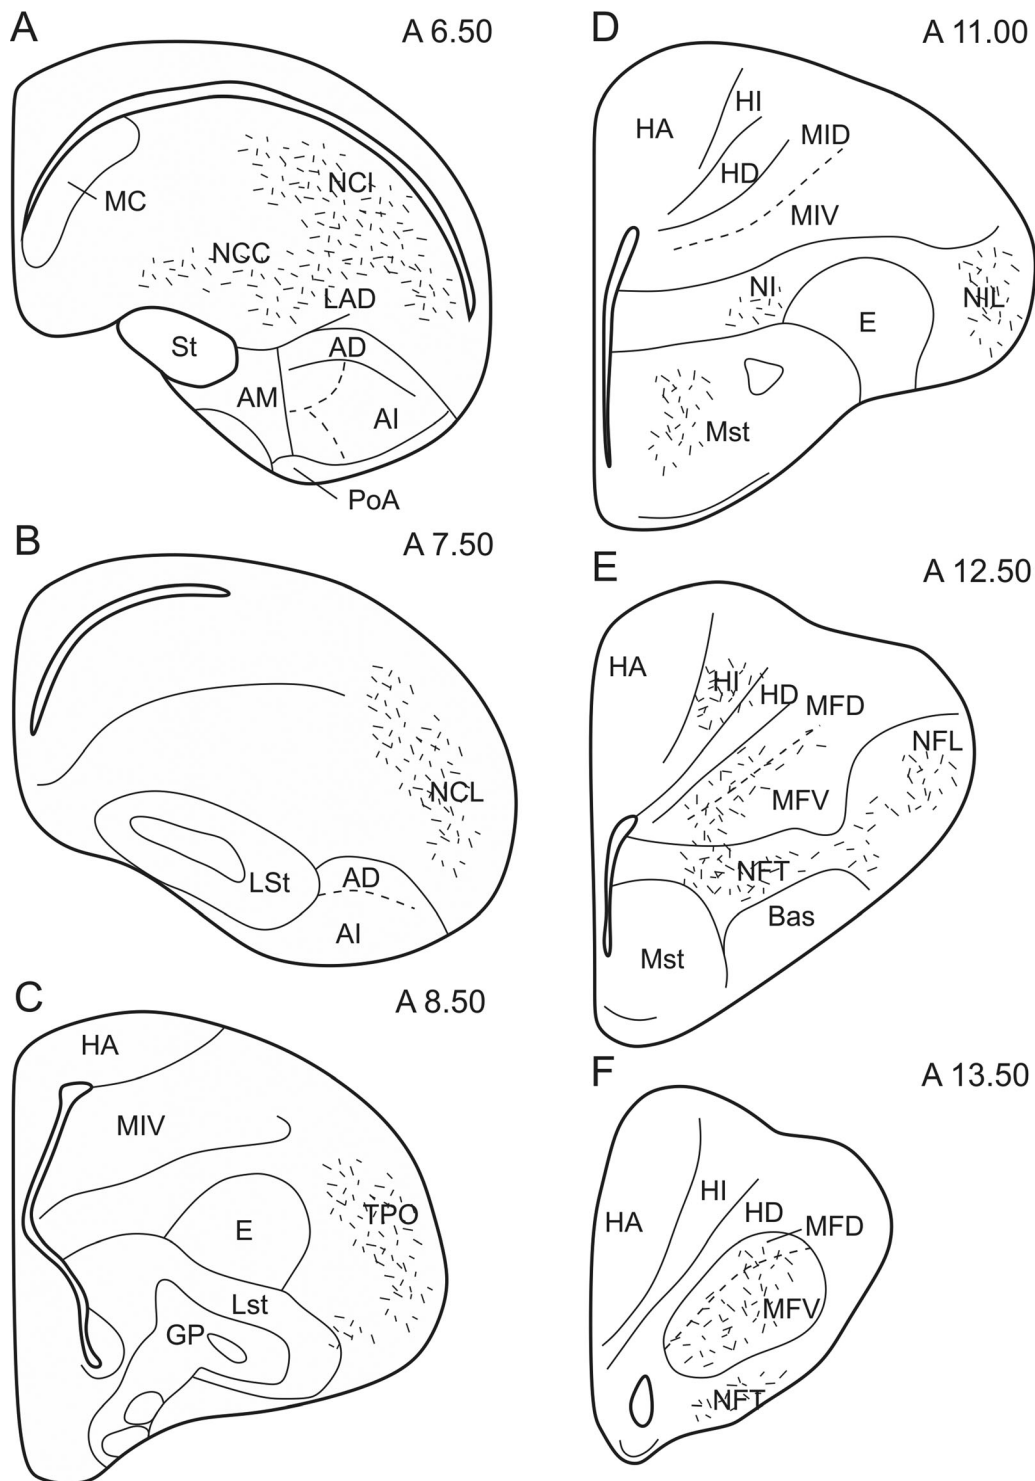 A
A 6.50
NCl
MC
NCC
LAD
St
AD
AM
AI
PoA
B
A 7.50
NCL
LSt
AD
AI
C
A 8.50
HA
MIV
TPO
E
Lst
GP
D
A 11.00
HI
HA
MID
HD
MIV
NI
NIL
E
Mst
E
A 12.50
HA
HI
HD
MFD
NFL
MFV
NFT
Bas
Mst
F
A 13.50
HI
HD
HA
MFD
MFV
NFT